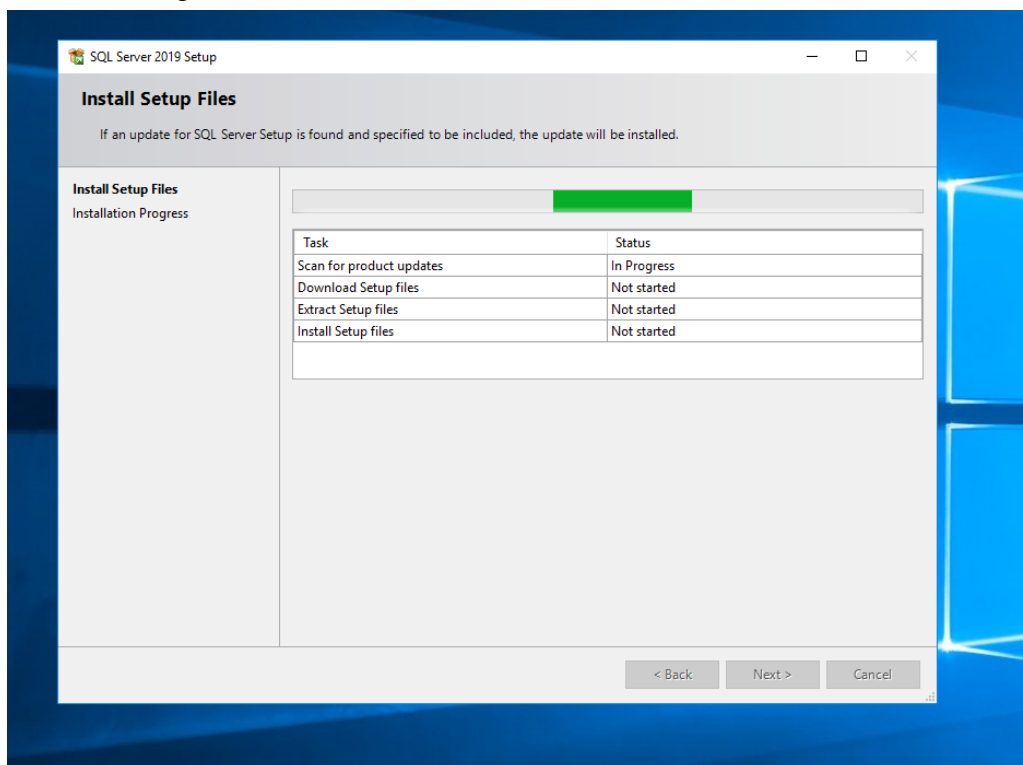 SQL Server 2019 Setup
Install Setup Files
If an update for SQL Server Setup is found and specified to be included, the update will be installed.
Install Setup Files
Installation Progress
Task Status
Scan for product updates In Progress
Download Setup files Not started
Extract Setup files Not started
Install Setup files Not started
< Back Next > Cancel